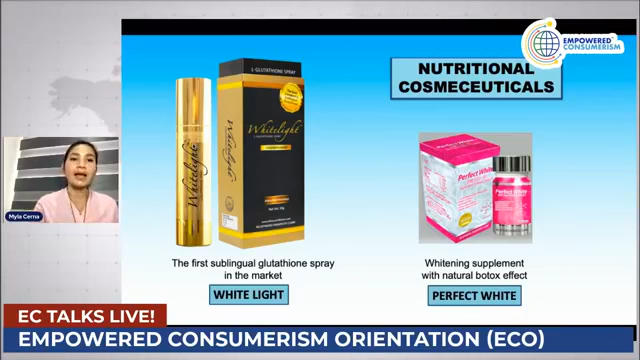 EMPOWERED
CONSUMERISM
NUTRITIONAL
COSMECEUTICALS
L-GLUTATHIONE SPRAY
Whitelight
Whitelight
Whitelight
Perfect White
Perfect White
Myla Cerna
The first sublingual glutathione spray
in the market
WHITE LIGHT
Whitening supplement
with natural botox effect
PERFECT WHITE
EC TALKS LIVE!
EMPOWERED CONSUMERISM ORIENTATION (ECO)